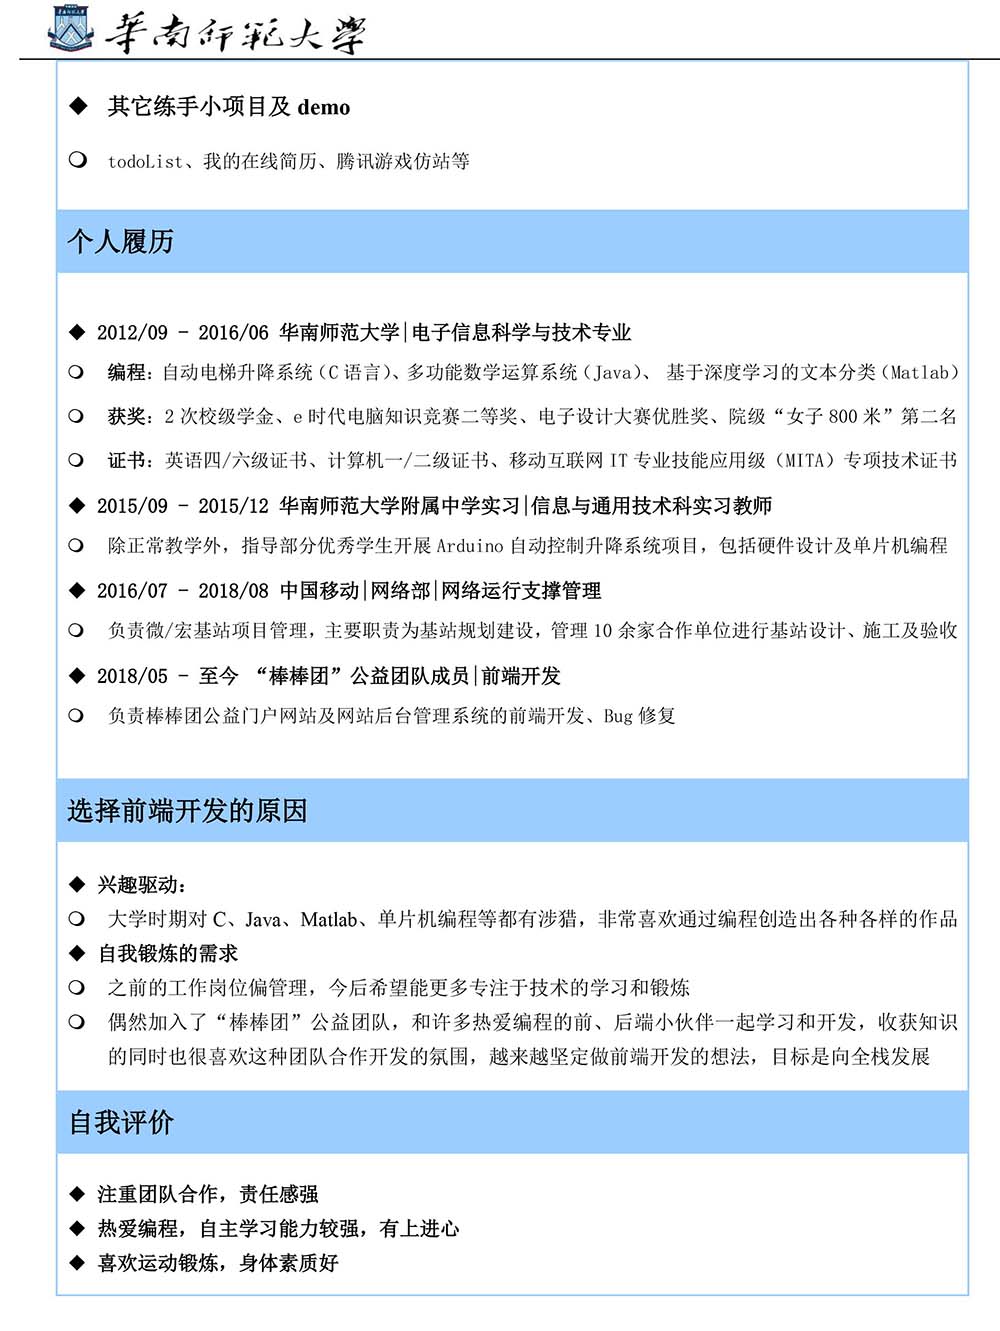 華南師範大學
◆ 其它练手小项目及 demo
❍ todoList、我的在线简历、腾讯游戏仿站等
个人履历
◆ 2012/09 - 2016/06 华南师范大学|电子信息科学与技术专业
❍ 编程：自动电梯升降系统（C 语言）、多功能数学运算系统（Java）、 基于深度学习的文本分类（Matlab）
❍ 获奖：2 次校级学金、e 时代电脑知识竞赛二等奖、电子设计大赛优胜奖、院级“女子 800 米”第二名
❍ 证书：英语四/六级证书、计算机一/二级证书、移动互联网 IT 专业技能应用级（MITA）专项技术证书
◆ 2015/09 - 2015/12 华南师范大学附属中学实习|信息与通用技术科实习教师
❍ 除正常教学外，指导部分优秀学生开展 Arduino 自动控制升降系统项目，包括硬件设计及单片机编程
◆ 2016/07 - 2018/08 中国移动|网络部|网络运行支撑管理
❍ 负责微/宏基站项目管理，主要职责为基站规划建设，管理 10 余家合作单位进行基站设计、施工及验收
◆ 2018/05 - 至今 “棒棒团”公益团队成员|前端开发
❍ 负责棒棒团公益门户网站及网站后台管理系统的前端开发、Bug 修复
选择前端开发的原因
◆ 兴趣驱动：
❍ 大学时期对 C、Java、Matlab、单片机编程等都有涉猎，非常喜欢通过编程创造出各种各样的作品
◆ 自我锻炼的需求
❍ 之前的工作岗位偏管理，今后希望能更多专注于技术的学习和锻炼
❍ 偶然加入了“棒棒团”公益团队，和许多热爱编程的前、后端小伙伴一起学习和开发，收获知识
的同时也很喜欢这种团队合作开发的氛围，越来越坚定做前端开发的想法，目标是向全栈发展
自我评价
◆ 注重团队合作，责任感强
◆ 热爱编程，自主学习能力较强，有上进心
◆ 喜欢运动锻炼，身体素质好